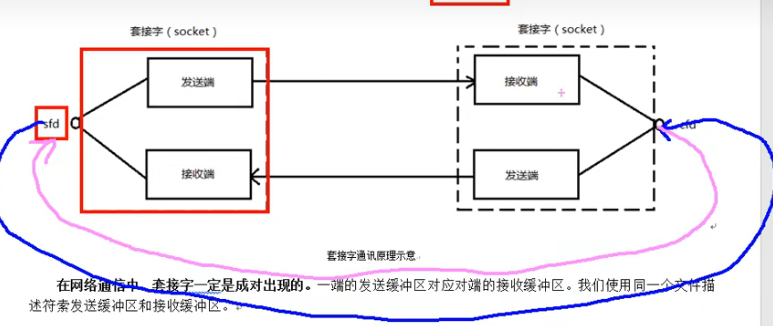 套接字（socket）
套接字（socket）
发送端
接收端
sfd
cfd
接收端
发送端
套接字通讯原理示意
在网络通信中，套接字一定是成对出现的。一端的发送缓冲区对应对端的接收缓冲区。我们使用同一个文件描
述符索发送缓冲区和接收缓冲区。